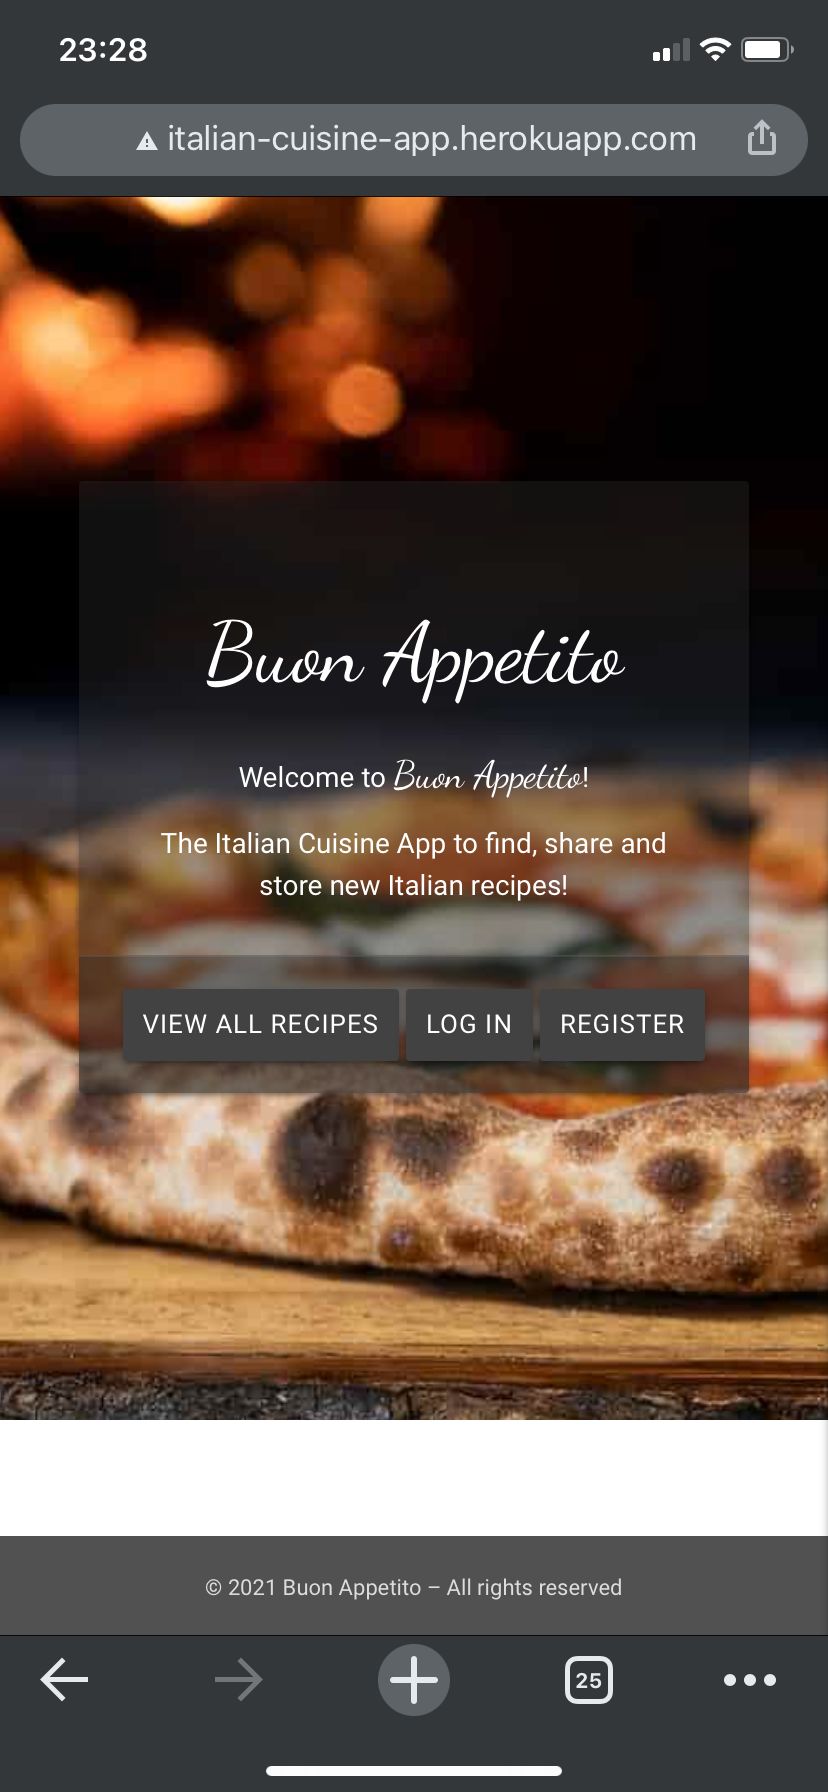 23:28
italian-cuisine-app.herokuapp.com
Buon Appetito
Welcome to Buon Appetito!
The Italian Cuisine App to find, share and
store new Italian recipes!
VIEW ALL RECIPES LOG IN REGISTER
© 2021 Buon Appetito – All rights reserved
25